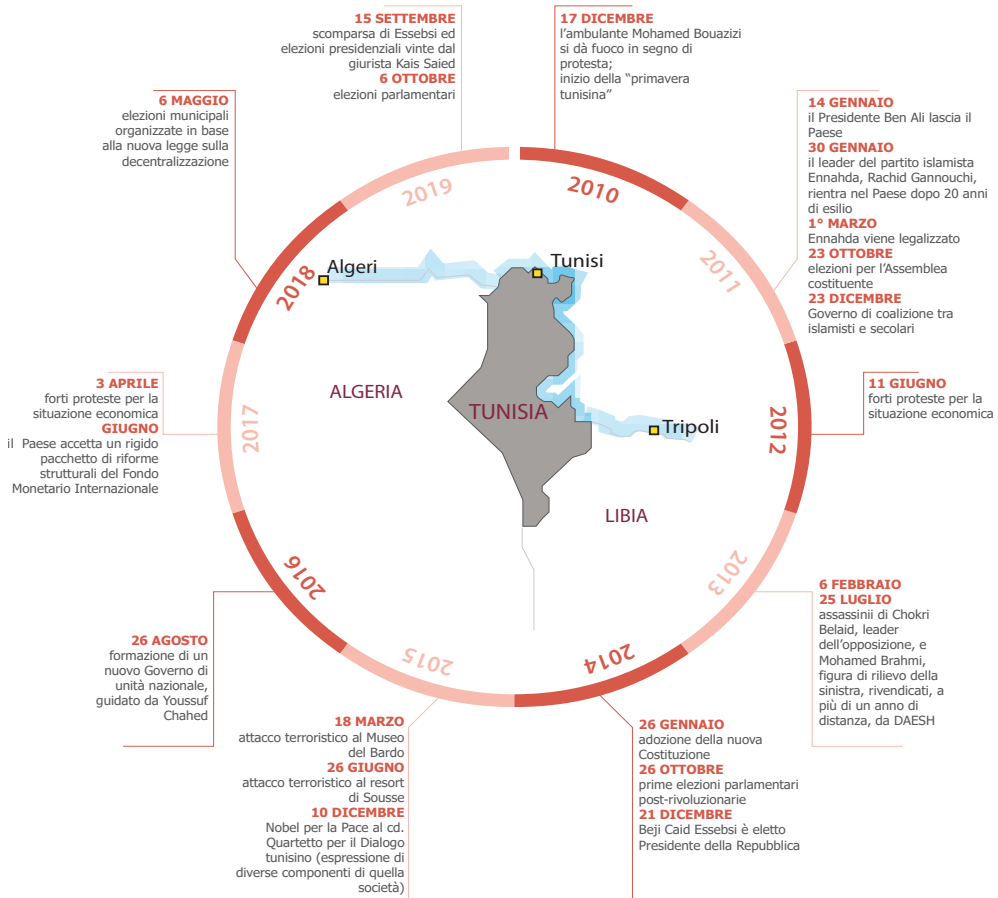 17 DICEMBRE
l'ambulante Mohamed Bouazizi
si dà fuoco in segno di
protesta;
inizio della "primavera
tunisina"
2010
14 GENNAIO
il Presidente Ben Ali lascia il
Paese
30 GENNAIO
il leader del partito islamista
Ennahda, Rachid Gannouchi,
rientra nel Paese dopo 20 anni
di esilio
1° MARZO
Ennahda viene legalizzato
23 OTTOBRE
elezioni per l'Assemblea
costituente
23 DICEMBRE
Governo di coalizione tra
islamisti e secolari
2011
11 GIUGNO
forti proteste per la
situazione economica
2012
6 FEBBRAIO
25 LUGLIO
assassinii di Chokri
Belaid, leader
dell'opposizione, e
Mohamed Brahmi,
figura di rilievo della
sinistra, rivendicati, a
più di un anno di
distanza, da DAESH
2013
26 GENNAIO
adozione della nuova
Costituzione
26 OTTOBRE
prime elezioni parlamentari
post-rivoluzionarie
21 DICEMBRE
Beji Caid Essebsi è eletto
Presidente della Repubblica
2014
18 MARZO
attacco terroristico al Museo
del Bardo
26 GIUGNO
attacco terroristico al resort
di Sousse
10 DICEMBRE
Nobel per la Pace al cd.
Quartetto per il Dialogo
tunisino (espressione di
diverse componenti di quella
società)
2015
26 AGOSTO
formazione di un
nuovo Governo di
unità nazionale,
guidato da Youssuf
Chahed
2016
3 APRILE
forti proteste per la
situazione economica
GIUGNO
il Paese accetta un rigido
pacchetto di riforme
strutturali del Fondo
Monetario Internazionale
2017
6 MAGGIO
elezioni municipali
organizzate in base
alla nuova legge sulla
decentralizzazione
2018
15 SETTEMBRE
scomparsa di Essebsi ed
elezioni presidenziali vinte dal
giurista Kais Saied
6 OTTOBRE
elezioni parlamentari
2019
Algeri
Tunisi
ALGERIA
TUNISIA
Tripoli
LIBIA